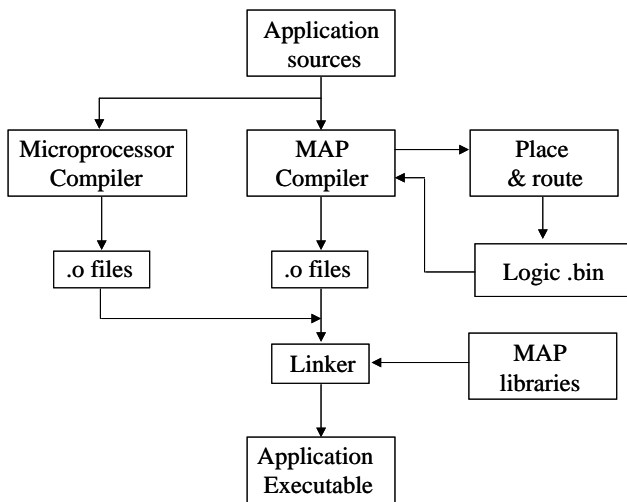 Application
sources
Microprocessor
Compiler
MAP
Compiler
Place
& route
.o files
.o files
Logic .bin
Linker
MAP
libraries
Application
Executable